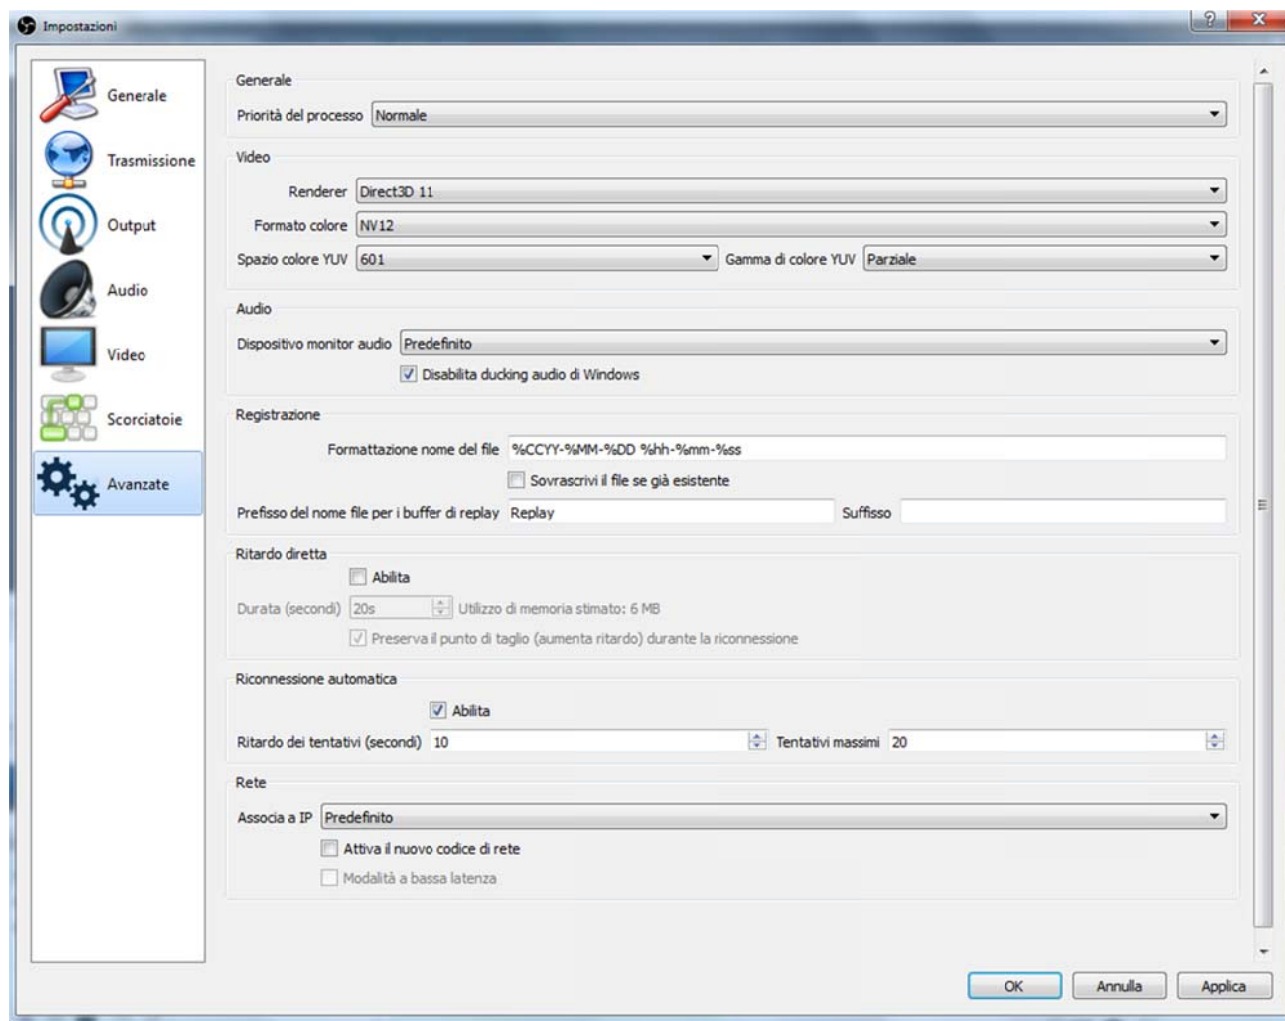 Impostazioni
Generale
Trasmissione
Output
Audio
Video
Scorciatoie
Avanzate
Generale
Priorità del processo Normale
Video
Renderer Direct3D 11
Formato colore NV12
Spazio colore YUV 601 Gamma di colore YUV Parziale
Audio
Dispositivo monitor audio Predefinito
Disabilita ducking audio di Windows
Registrazione
Formattazione nome del file %CCYY-%MM-%DD %hh-%mm-%ss
Sovrascrivi il file se già esistente
Prefisso del nome file per i buffer di replay Replay Suffisso
Ritardo diretta
Abilita
Durata (secondi) 20s Utilizzo di memoria stimato: 6 MB
Preserva il punto di taglio (aumenta ritardo) durante la riconnessione
Riconnessione automatica
Abilita
Ritardo dei tentativi (secondi) 10 Tentativi massimi 20
Rete
Associa a IP Predefinito
Attiva il nuovo codice di rete
Modalità a bassa latenza
OK Annulla Applica